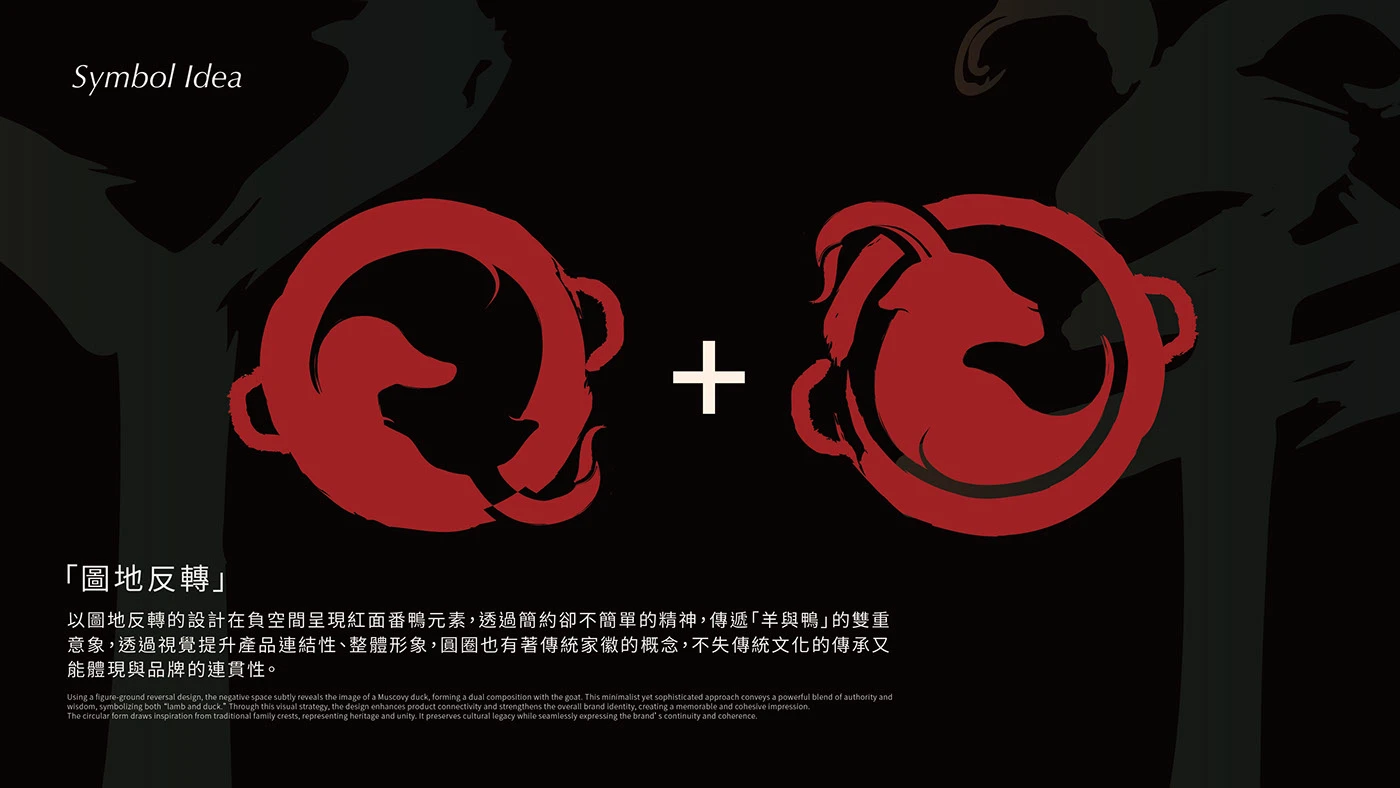 Symbol Idea
「圖地反轉」
以圖地反轉的設計在負空間呈現紅面番鴨元素，透過簡約卻不簡單的精神，傳遞「羊與鴨」的雙重
意象，透過視覺提升產品連結性、整體形象，圓圈也有著傳統家徽的概念，不失傳統文化的傳承又
能體現與品牌的連貫性。
Using a figure-ground reversal design, the negative space subtly reveals the image of a Muscovy duck, forming a dual composition with the goat. This minimalist yet sophisticated approach conveys a powerful blend of authority and
wisdom, symbolizing both “lamb and duck.” Through this visual strategy, the design enhances product connectivity and strengthens the overall brand identity, creating a memorable and cohesive impression.
The circular form draws inspiration from traditional family crests, representing heritage and unity. It preserves cultural legacy while seamlessly expressing the brand’s continuity and coherence.